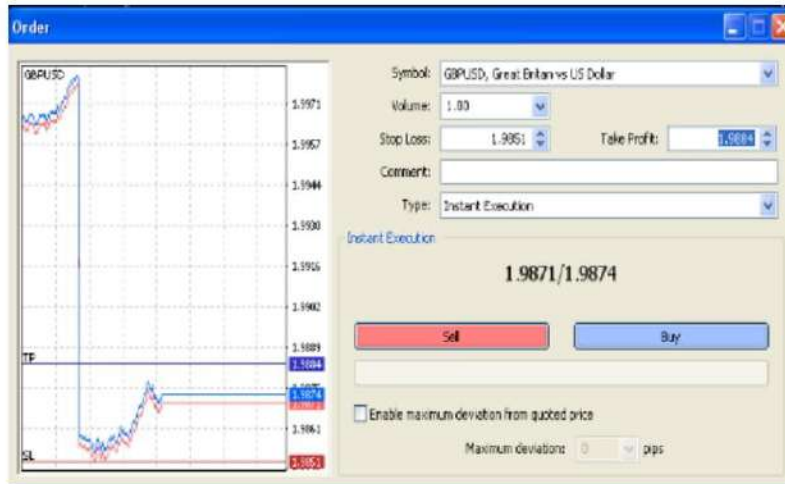 Order
GBPUSD
1.9971
1.9957
1.9944
1.9930
1.9916
1.9902
1.9889
TP
1.9884
1.9874
1.9861
SL
1.9851
Symbol: GBPUSD, Great Britan vs US Dollar
Volume: 1.00
Stop Loss: 1.9851 Take Profit: 1.9884
Comment:
Type: Instant Execution
Instant Execution
1.9871/1.9874
Sell Buy
Enable maximum deviation from quoted price
Maximum deviation: 0 pips